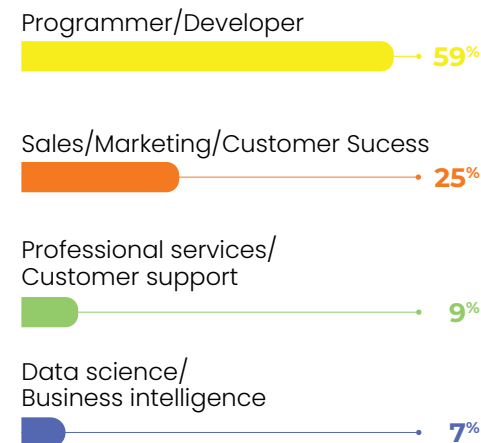 Programmer/Developer
59%
Sales/Marketing/Customer Sucess
25%
Professional services/
Customer support
9%
Data science/
Business intelligence
7%